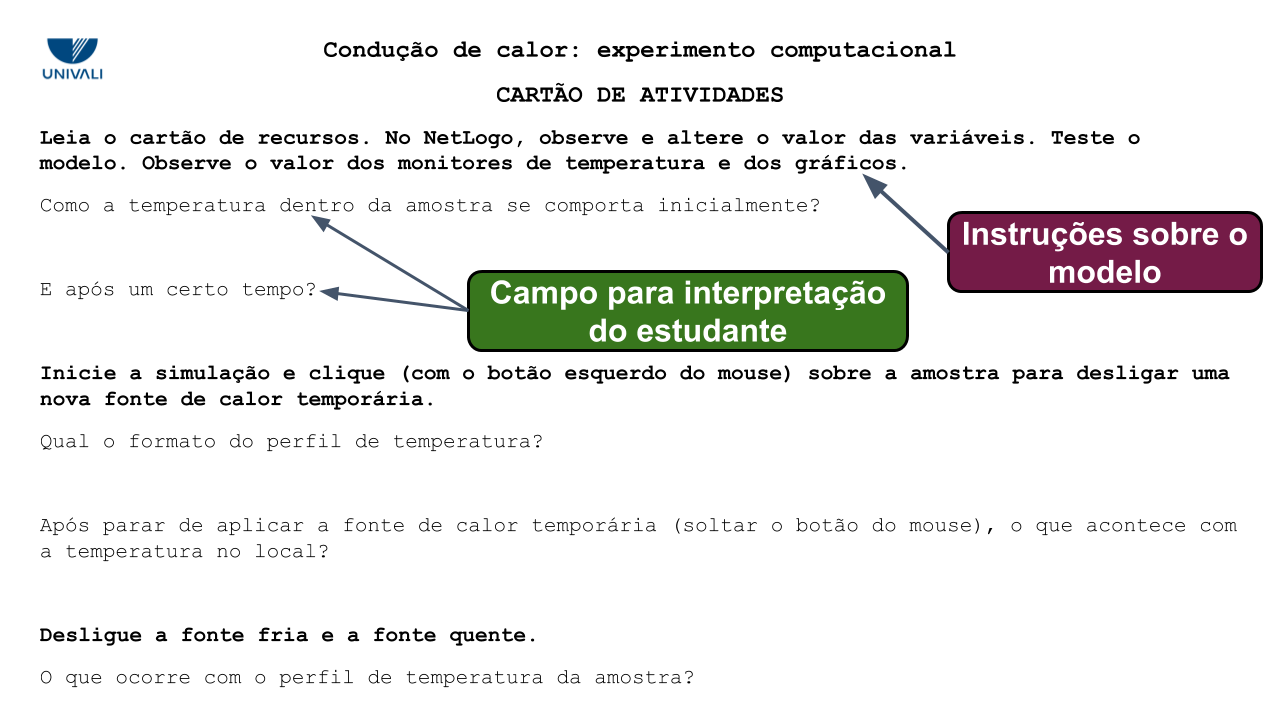 UNIVALI
Condução de calor: experimento computacional
CARTÃO DE ATIVIDADES
Leia o cartão de recursos. No NetLogo, observe e altere o valor das variáveis. Teste o
modelo. Observe o valor dos monitores de temperatura e dos gráficos.
Como a temperatura dentro da amostra se comporta inicialmente?
Instruções sobre o
modelo
E após um certo tempo?
Campo para interpretação
do estudante
Inicie a simulação e clique (com o botão esquerdo do mouse) sobre a amostra para desligar uma
nova fonte de calor temporária.
Qual o formato do perfil de temperatura?
Após parar de aplicar a fonte de calor temporária (soltar o botão do mouse), o que acontece com
a temperatura no local?
Desligue a fonte fria e a fonte quente.
O que ocorre com o perfil de temperatura da amostra?